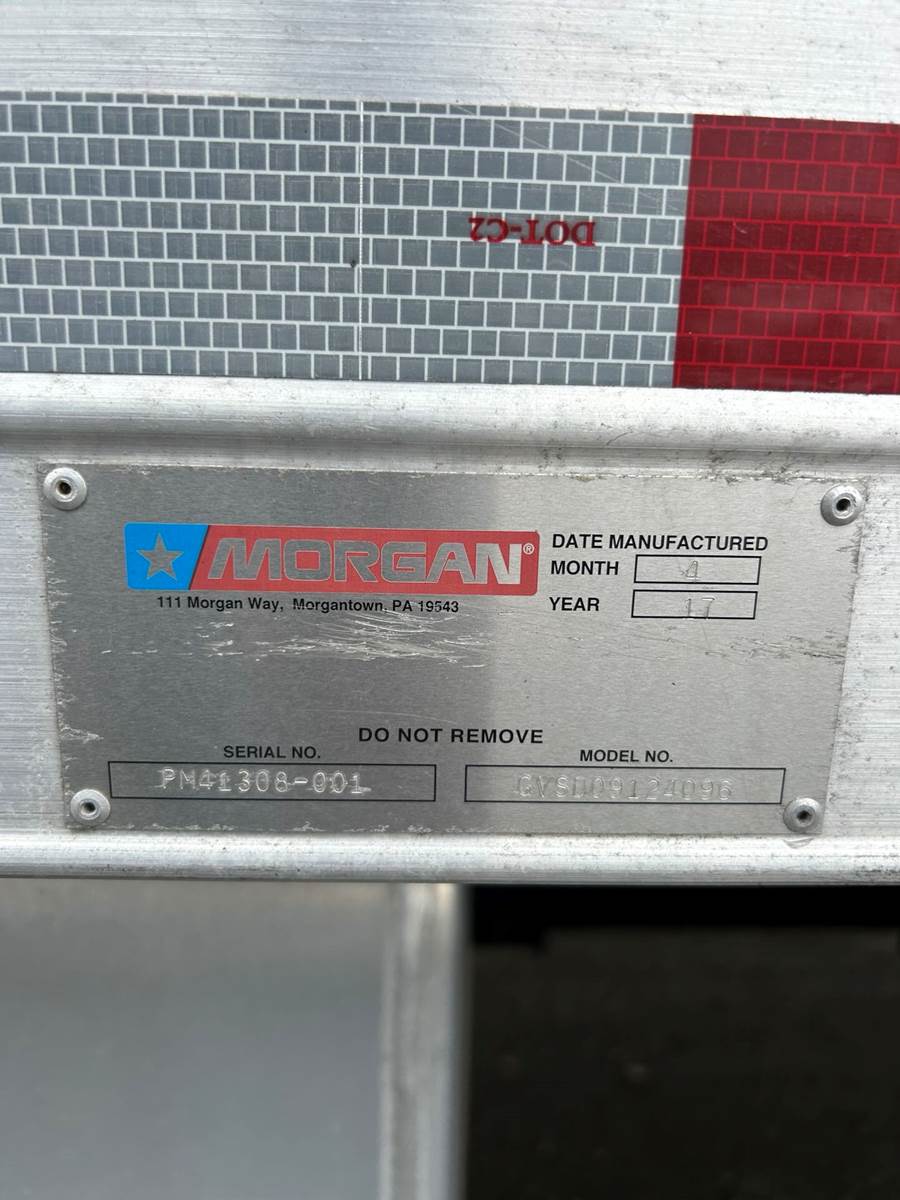 DOT-C2
MORGAN®
111 Morgan Way, Morgantown, PA 19543
DATE MANUFACTURED
MONTH 4
YEAR 17
DO NOT REMOVE
SERIAL NO.
PM41308-001
MODEL NO.
GVSD09124096